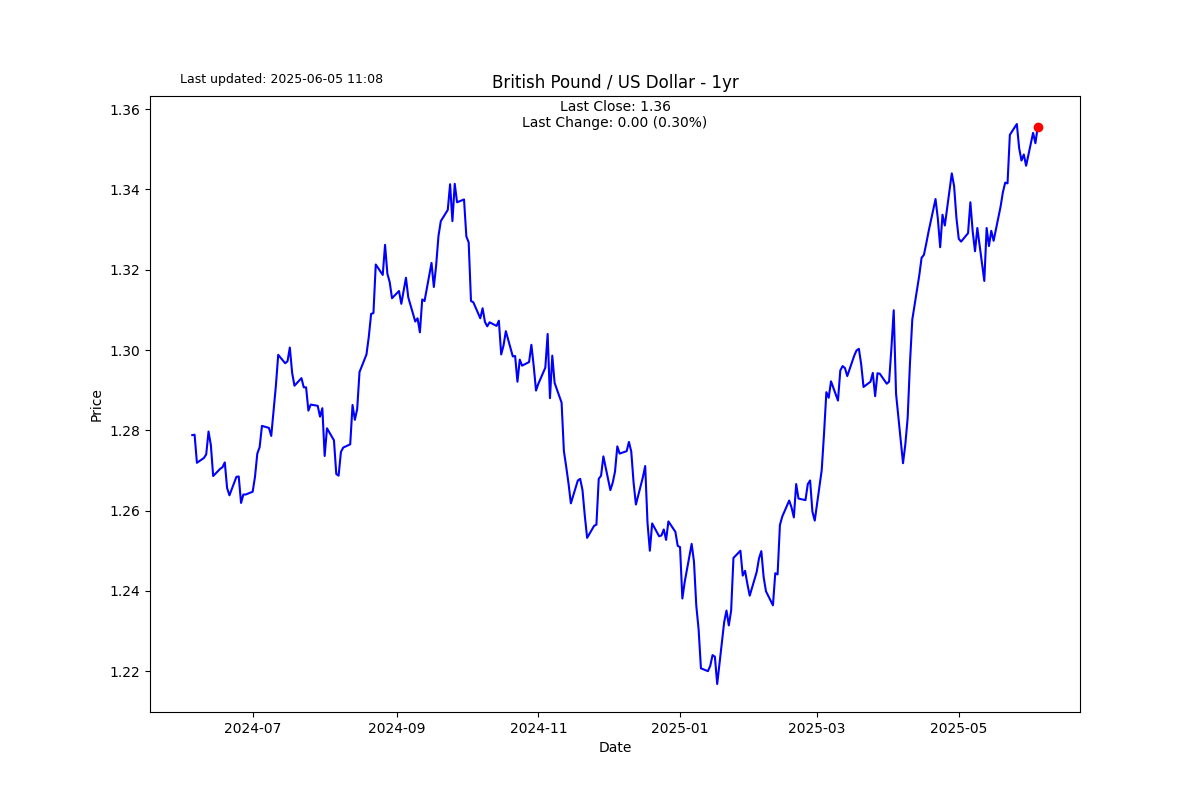 Last updated: 2025-06-05 11:08
British Pound / US Dollar - 1yr
Last Close: 1.36
Last Change: 0.00 (0.30%)
Price
1.36
1.34
1.32
1.30
1.28
1.26
1.24
1.22
2024-07
2024-09
2024-11
2025-01
2025-03
2025-05
Date